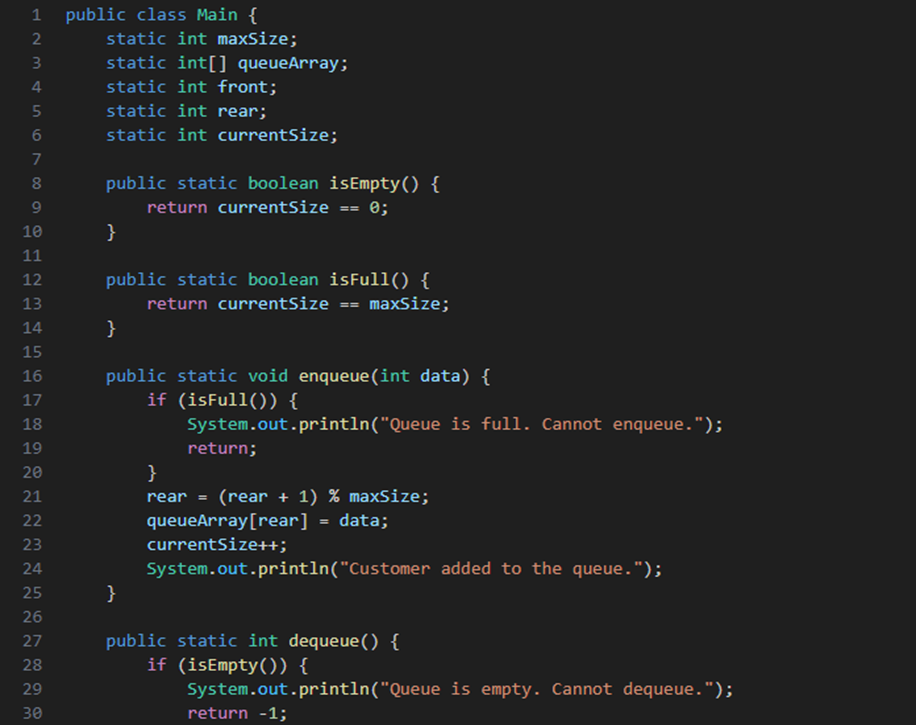 1 public class Main {
2     static int maxSize;
3     static int[] queueArray;
4     static int front;
5     static int rear;
6     static int currentSize;
7
8     public static boolean isEmpty() {
9         return currentSize == 0;
10     }
11
12     public static boolean isFull() {
13         return currentSize == maxSize;
14     }
15
16     public static void enqueue(int data) {
17         if (isFull()) {
18             System.out.println("Queue is full. Cannot enqueue.");
19             return;
20         }
21         rear = (rear + 1) % maxSize;
22         queueArray[rear] = data;
23         currentSize++;
24         System.out.println("Customer added to the queue.");
25     }
26
27     public static int dequeue() {
28         if (isEmpty()) {
29             System.out.println("Queue is empty. Cannot dequeue.");
30             return -1;